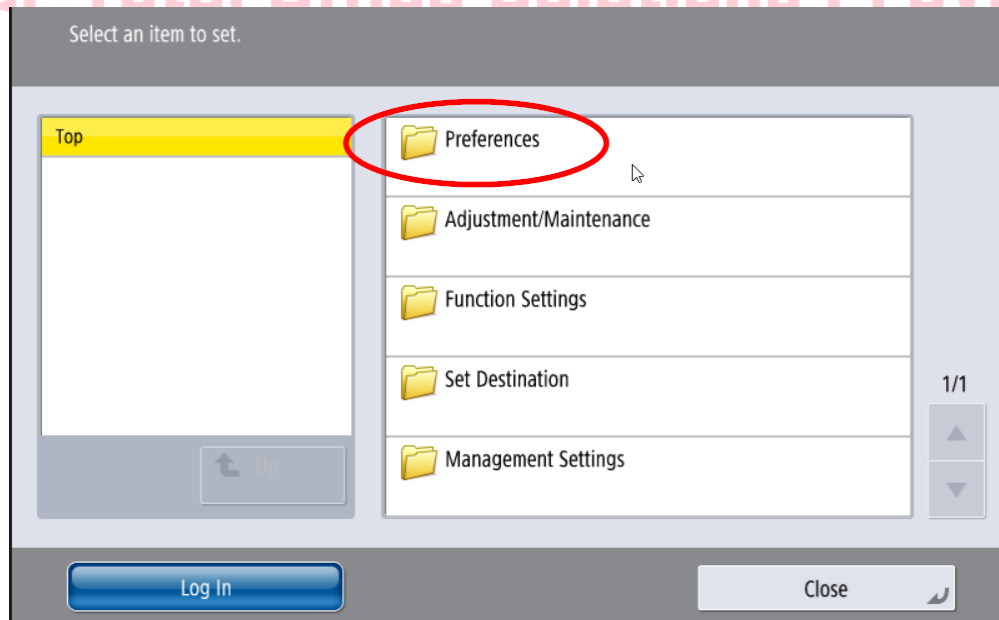 Select an item to set.
Top
Preferences
Adjustment/Maintenance
Function Settings
Set Destination
1/1
Up
Management Settings
Log In
Close